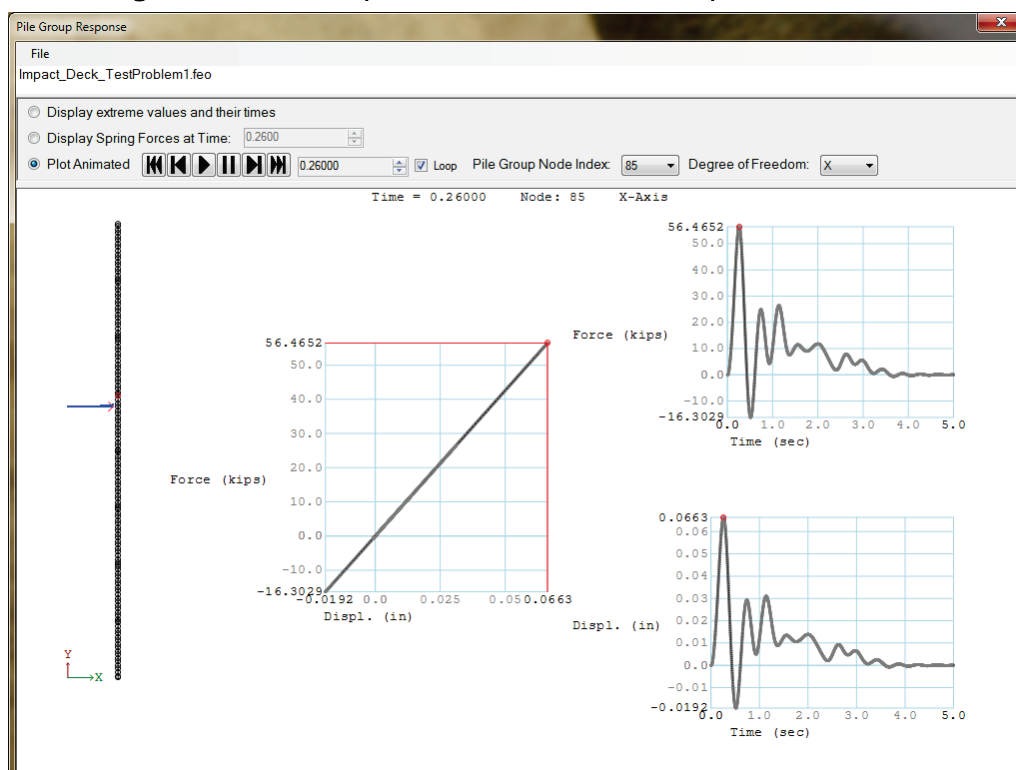 Pile Group Response
X
File
Impact_Deck_TestProblem1.feo
Display extreme values and their times
Display Spring Forces at Time: 0.2600
Plot Animated 0.26000 Loop Pile Group Node Index: 85 Degree of Freedom: X
Time = 0.26000 Node: 85 X-Axis
56.4652
50.0
40.0
30.0
20.0
10.0
0.0
-10.0
-16.3029
Force (kips)
0.0 1.0 2.0 3.0 4.0 5.0
Time (sec)
56.4652
50.0
40.0
30.0
20.0
10.0
0.0
-10.0
-16.3029
Force (kips)
-0.0192 0.0 0.025 0.05 0.0663
Displ. (in)
0.0663
0.06
0.05
0.04
0.03
0.02
0.01
0.0
-0.01
-0.0192
Displ. (in)
0.0 1.0 2.0 3.0 4.0 5.0
Time (sec)
Y
X